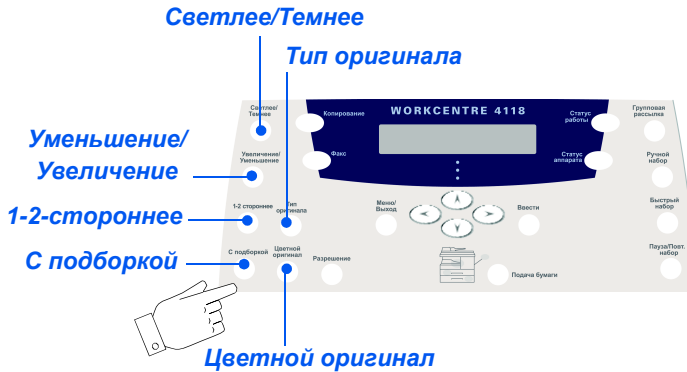 Светлее/Темнее
Тип оригинала
Уменьшение/
Увеличение
1-2-стороннее
С подборкой
Цветной оригинал
Светлее/
Темнее
Копирование
WORKCENTRE 4118
Статус
работы
Групповая
рассылка
Увеличение/
Уменьшение
Факс
Статус
аппарата
Ручной
набор
1-2 стороннее
Тип
оригинала
Меню/
Выход
Ввести
Быстрый
набор
С подборкой
Цветной
оригинал
Разрешение
Подача бумаги
Пауза/Повт.
набор